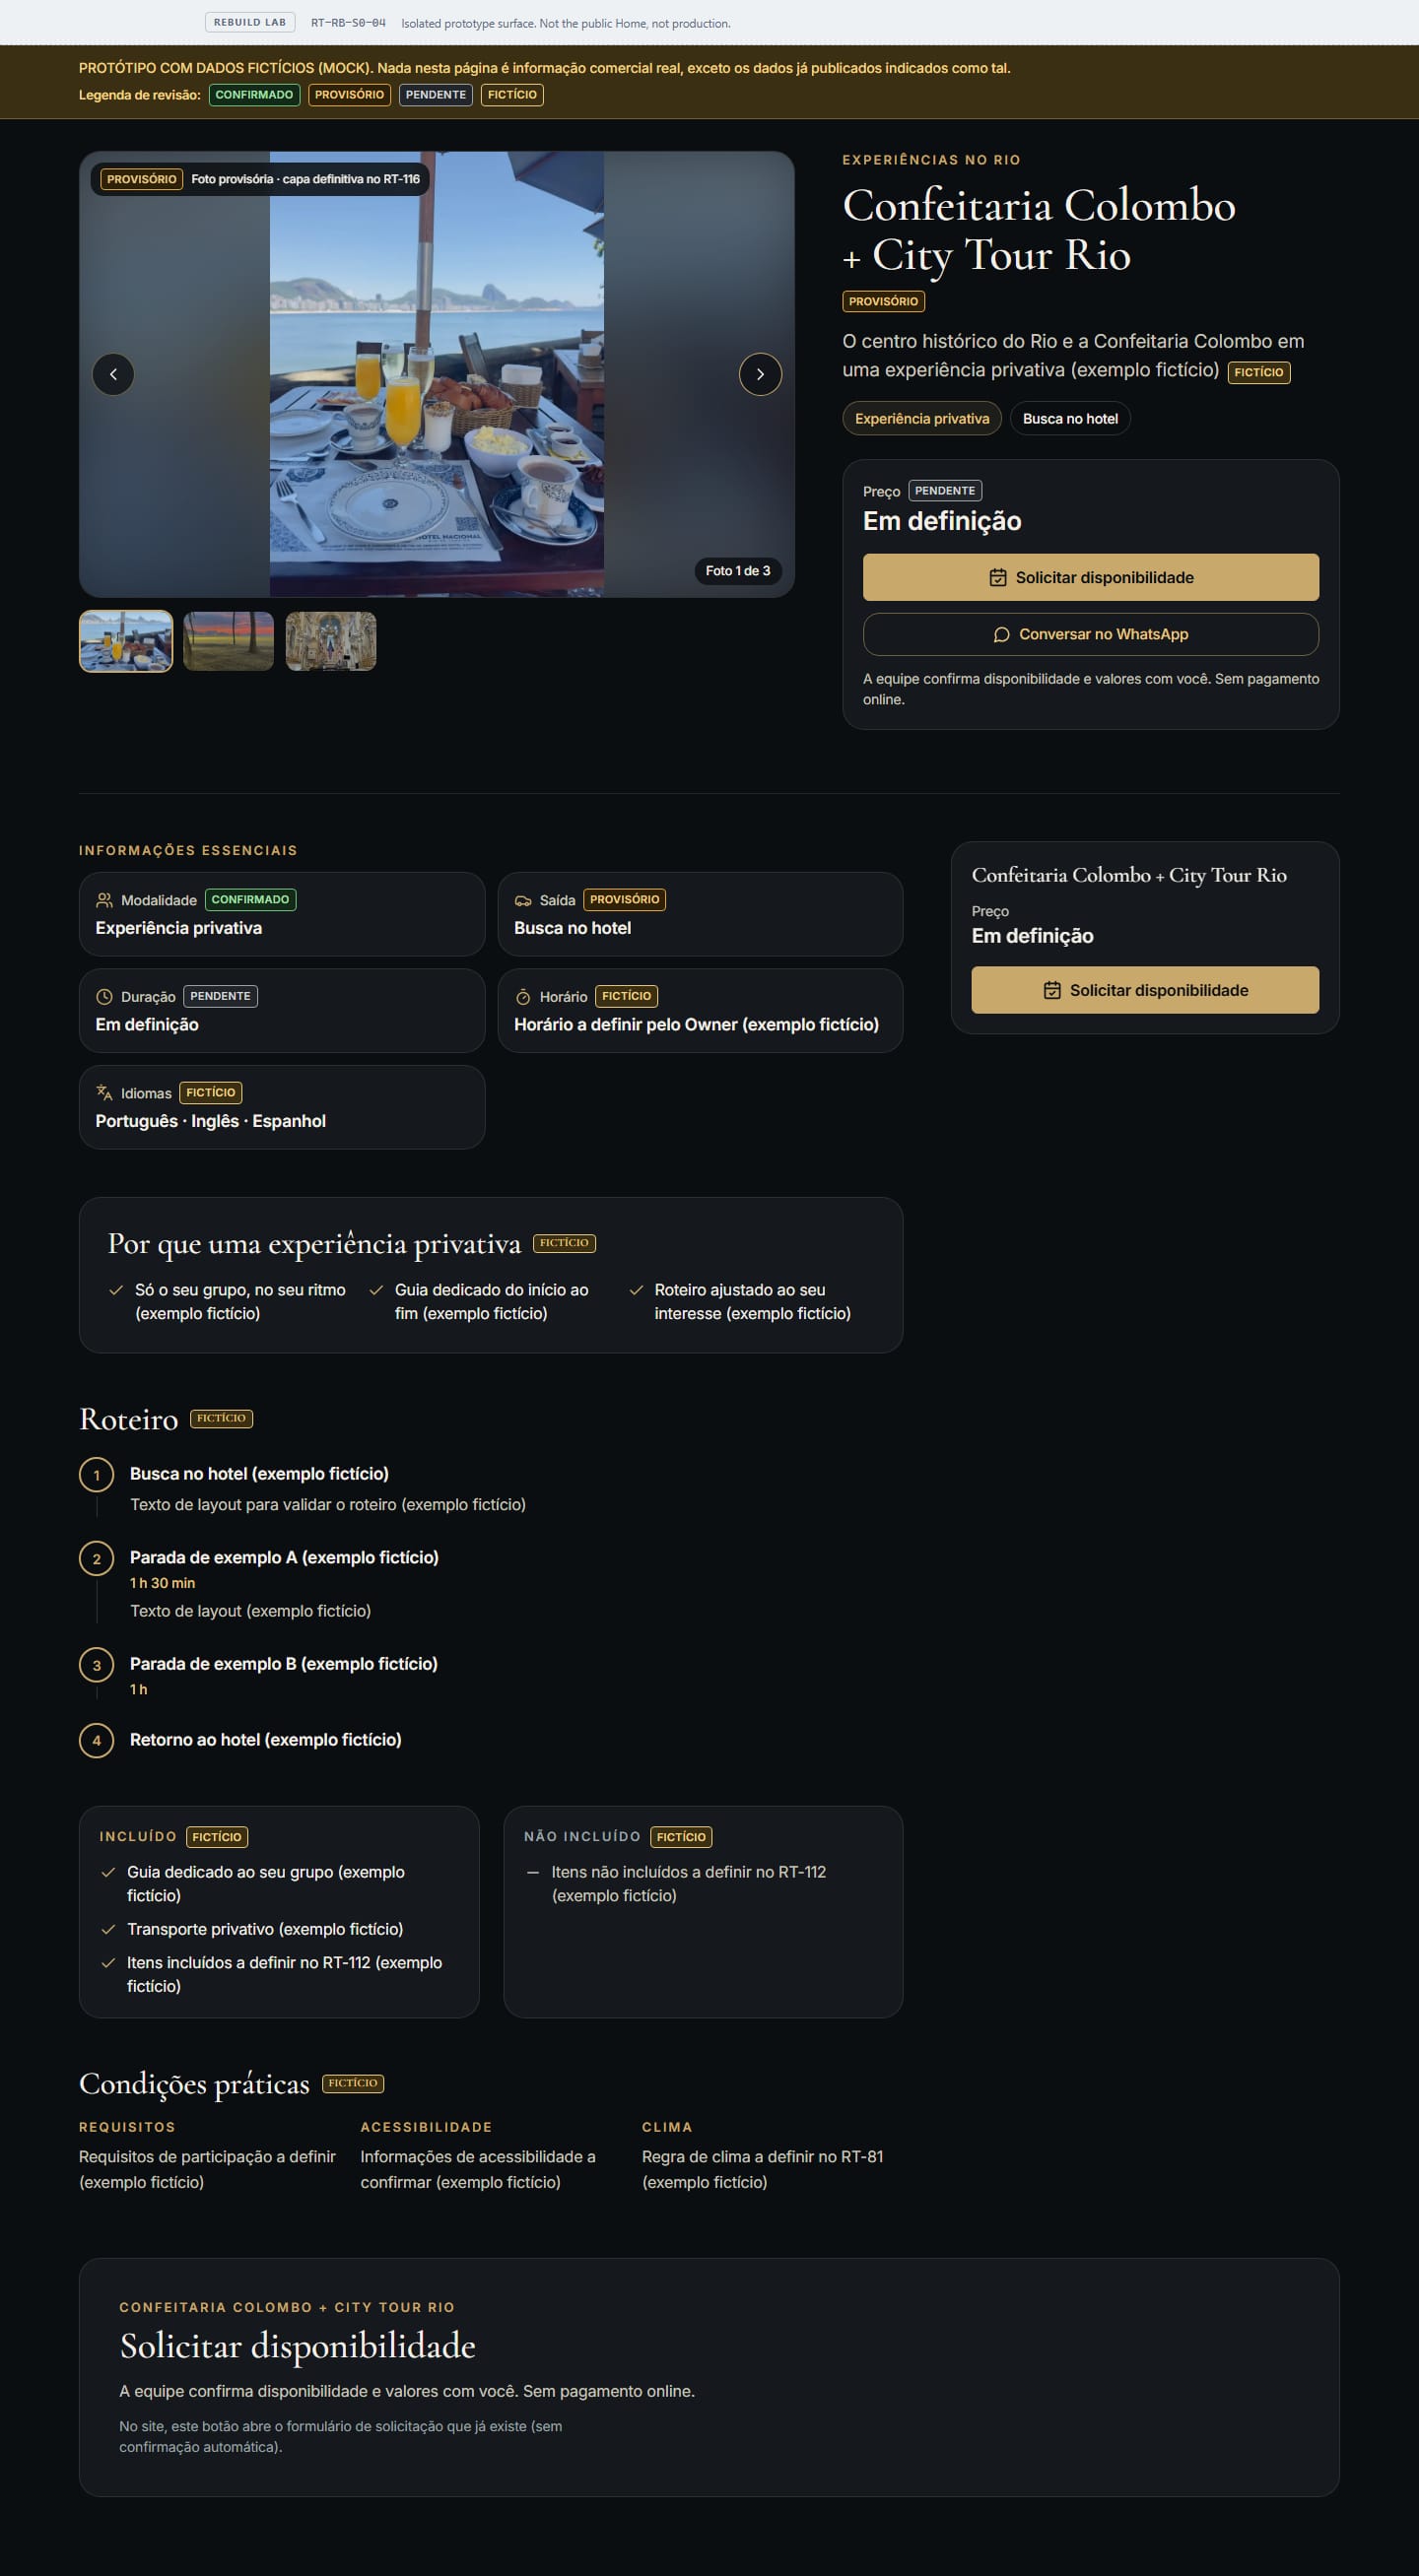 REBUILD LAB RT-RB-S0-04 Isolated prototype surface. Not the public Home, not production.
PROTÓTIPO COM DADOS FICTÍCIOS (MOCK). Nada nesta página é informação comercial real, exceto os dados já publicados indicados como tal.
Legenda de revisão: CONFIRMADO PROVISÓRIO PENDENTE FICTÍCIO
PROVISÓRIO Foto provisória · capa definitiva no RT-116
HOTEL NACIONAL
Foto 1 de 3
EXPERIÊNCIAS NO RIO
Confeitaria Colombo
+ City Tour Rio
PROVISÓRIO
O centro histórico do Rio e a Confeitaria Colombo em
uma experiência privativa (exemplo fictício) FICTÍCIO
Experiência privativa Busca no hotel
Preço PENDENTE
Em definição
Solicitar disponibilidade
Conversar no WhatsApp
A equipe confirma disponibilidade e valores com você. Sem pagamento
online.
INFORMAÇÕES ESSENCIAIS
Modalidade CONFIRMADO
Experiência privativa
Saída PROVISÓRIO
Busca no hotel
Duração PENDENTE
Em definição
Horário FICTÍCIO
Horário a definir pelo Owner (exemplo fictício)
Idiomas FICTÍCIO
Português · Inglês · Espanhol
Confeitaria Colombo + City Tour Rio
Preço
Em definição
Solicitar disponibilidade
Por que uma experiência privativa FICTÍCIO
Só o seu grupo, no seu ritmo
(exemplo fictício)
Guia dedicado do início ao
fim (exemplo fictício)
Roteiro ajustado ao seu
interesse (exemplo fictício)
Roteiro FICTÍCIO
1 Busca no hotel (exemplo fictício)
Texto de layout para validar o roteiro (exemplo fictício)
2 Parada de exemplo A (exemplo fictício)
1 h 30 min
Texto de layout (exemplo fictício)
3 Parada de exemplo B (exemplo fictício)
1 h
4 Retorno ao hotel (exemplo fictício)
INCLUÍDO FICTÍCIO
Guia dedicado ao seu grupo (exemplo
fictício)
Transporte privativo (exemplo fictício)
Itens incluídos a definir no RT-112 (exemplo
fictício)
NÃO INCLUÍDO FICTÍCIO
Itens não incluídos a definir no RT-112
(exemplo fictício)
Condições práticas FICTÍCIO
REQUISITOS
Requisitos de participação a definir
(exemplo fictício)
ACESSIBILIDADE
Informações de acessibilidade a
confirmar (exemplo fictício)
CLIMA
Regra de clima a definir no RT-81
(exemplo fictício)
CONFEITARIA COLOMBO + CITY TOUR RIO
Solicitar disponibilidade
A equipe confirma disponibilidade e valores com você. Sem pagamento online.
No site, este botão abre o formulário de solicitação que já existe (sem
confirmação automática).